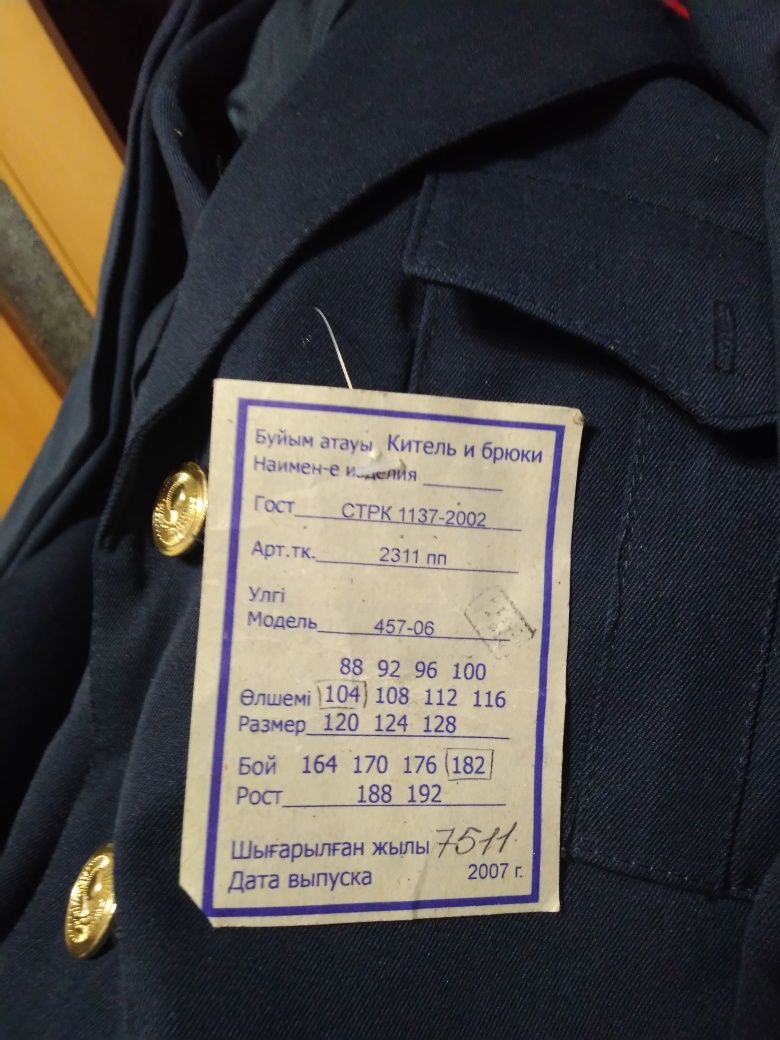 Буйым атауы Китель и брюки
Наимен-е изделия
Гост СТРК 1137-2002
Арт.тк. 2311 пп
Улгі
Модель 457-06
88 92 96 100
Өлшемі 104 108 112 116
Размер 120 124 128
Бой 164 170 176 182
Рост 188 192
Шығарылған жылы 7511
Дата выпуска 2007 г.